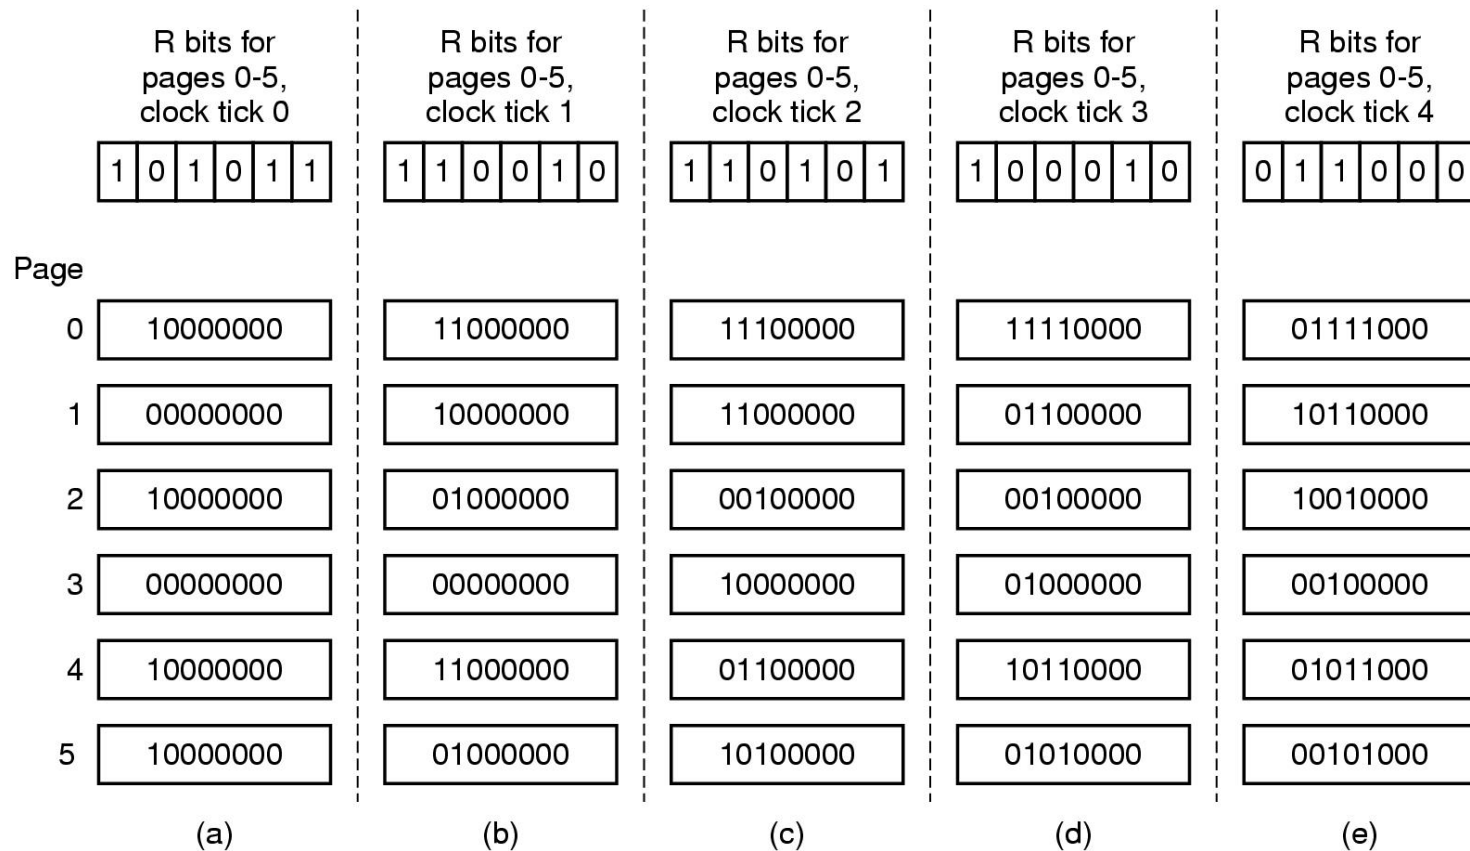 R bits for pages 0-5, clock tick 0
R bits for pages 0-5, clock tick 1
R bits for pages 0-5, clock tick 2
R bits for pages 0-5, clock tick 3
R bits for pages 0-5, clock tick 4
1 0 1 0 1 1
1 1 0 0 1 0
1 1 0 1 0 1
1 0 0 0 1 0
0 1 1 0 0 0
Page
0 10000000 11000000 11100000 11110000 01111000
1 00000000 10000000 11000000 01100000 10110000
2 10000000 01000000 00100000 00100000 10010000
3 00000000 00000000 10000000 01000000 00100000
4 10000000 11000000 01100000 10110000 01011000
5 10000000 01000000 10100000 01010000 00101000
(a) (b) (c) (d) (e)